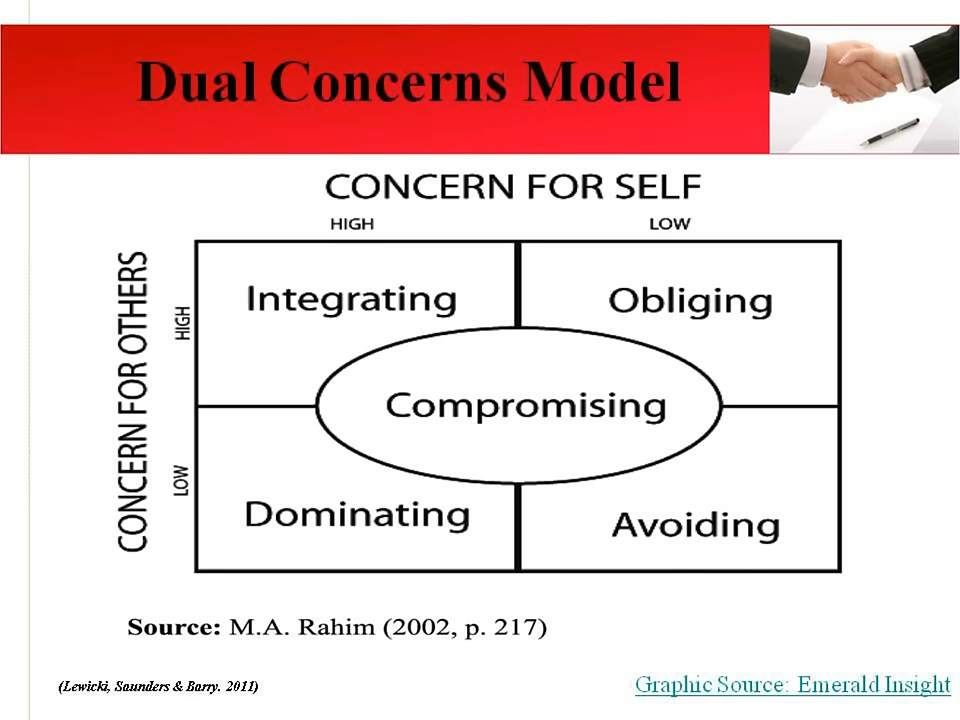 Dual Concerns Model
CONCERN FOR SELF
HIGH
LOW
CONCERN FOR OTHERS
HIGH
LOW
Integrating
Obliging
Compromising
Dominating
Avoiding
Source: M.A. Rahim (2002, p. 217)
(Lewicki, Saunders & Barry. 2011)
Graphic Source: Emerald Insight